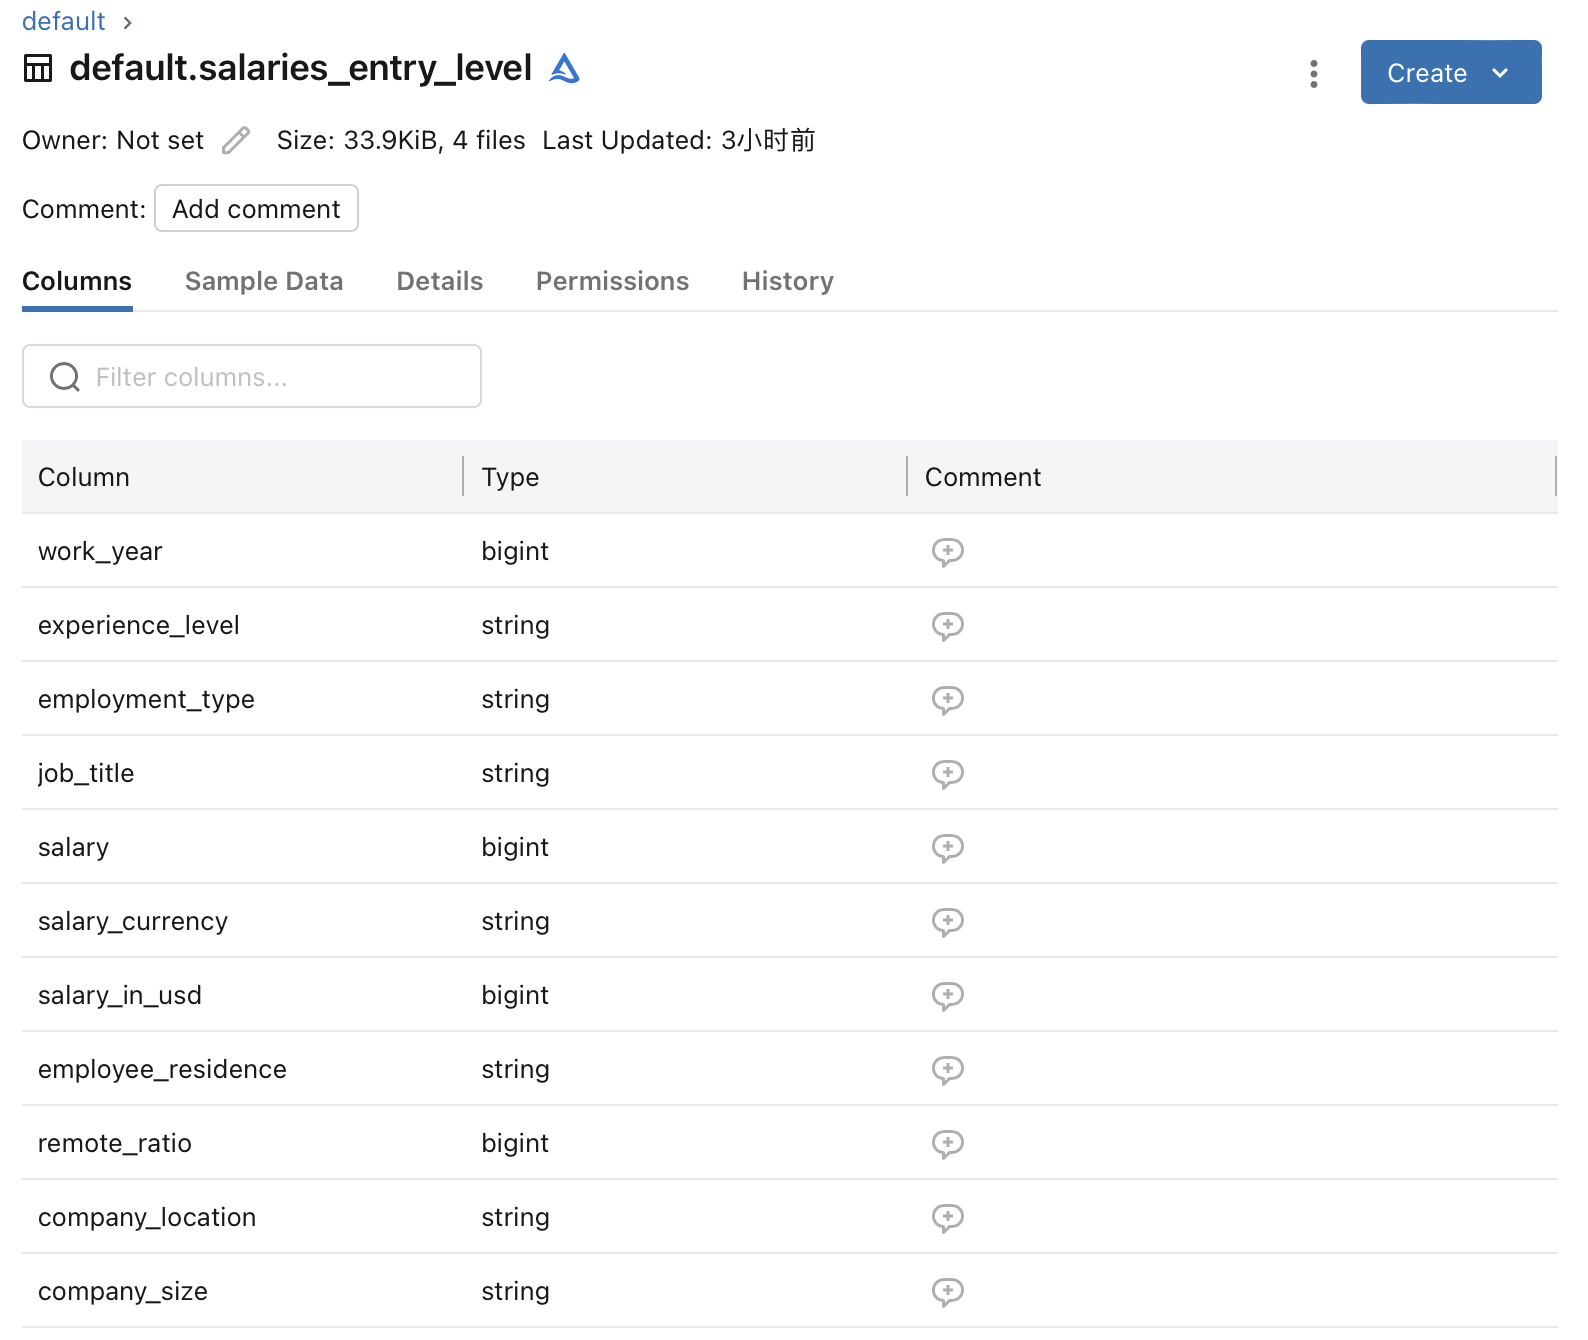 default >
default.salaries_entry_level
Create
Owner: Not set Size: 33.9KiB, 4 files Last Updated: 3小时前
Comment: Add comment
Columns Sample Data Details Permissions History
Filter columns...
Column Type Comment
work_year bigint
experience_level string
employment_type string
job_title string
salary bigint
salary_currency string
salary_in_usd bigint
employee_residence string
remote_ratio bigint
company_location string
company_size string